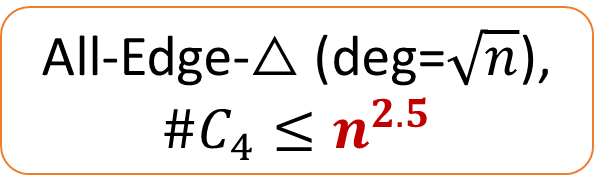 All-Edge-△ (deg=√n),
#C₄ ≤ n^2.5